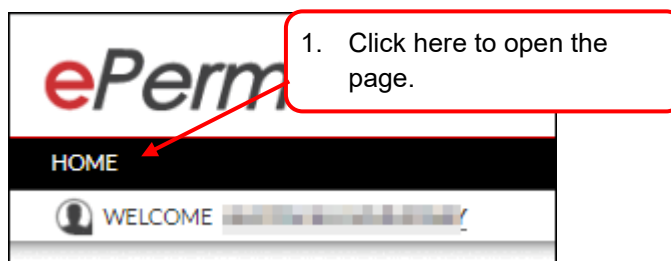 ePerm
1. Click here to open the
page.
HOME
WELCOME